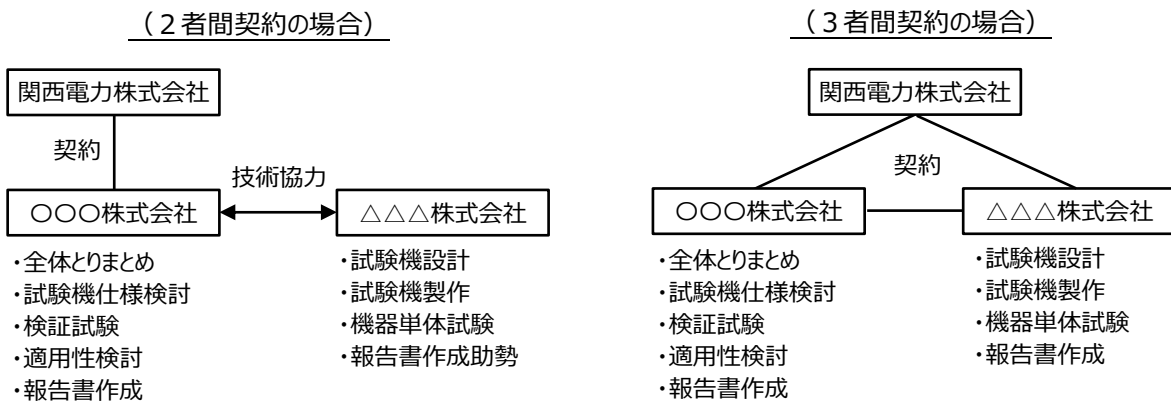 （２者間契約の場合）
関西電力株式会社
契約
技術協力
〇〇〇株式会社
△△△株式会社
・全体とりまとめ
・試験機仕様検討
・検証試験
・適用性検討
・報告書作成
・試験機設計
・試験機製作
・機器単体試験
・報告書作成助勢
（３者間契約の場合）
関西電力株式会社
契約
〇〇〇株式会社
△△△株式会社
・全体とりまとめ
・試験機仕様検討
・検証試験
・適用性検討
・報告書作成
・試験機設計
・試験機製作
・機器単体試験
・報告書作成